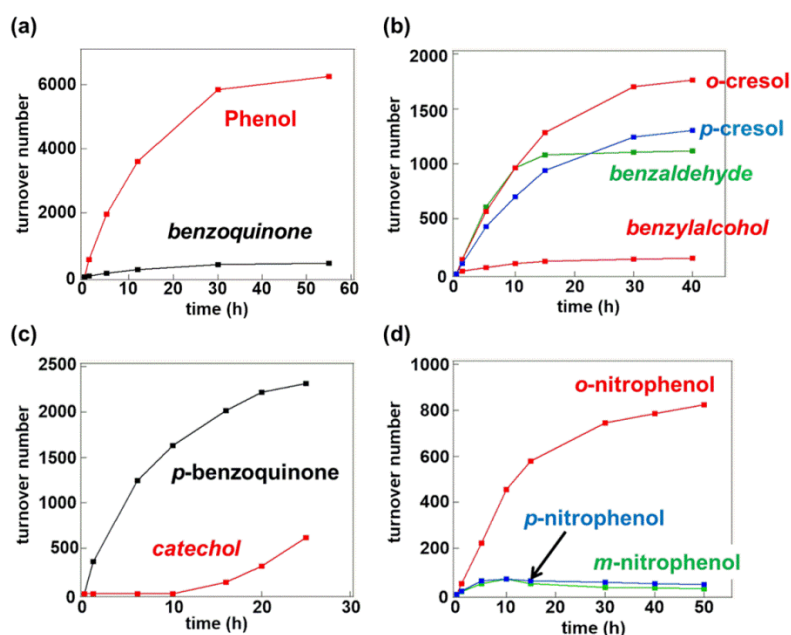 (a)
6000
4000
2000
0
turnover number
Phenol
benzoquinone
0 10 20 30 40 50 60
time (h)
(b)
2000
1500
1000
500
0
turnover number
o-cresol
p-cresol
benzaldehyde
benzylalcohol
0 10 20 30 40
time (h)
(c)
2500
2000
1500
1000
500
0
turnover number
p-benzoquinone
catechol
0 10 20 30
time (h)
(d)
1000
800
600
400
200
0
turnover number
o-nitrophenol
p-nitrophenol
m-nitrophenol
0 10 20 30 40 50
time (h)